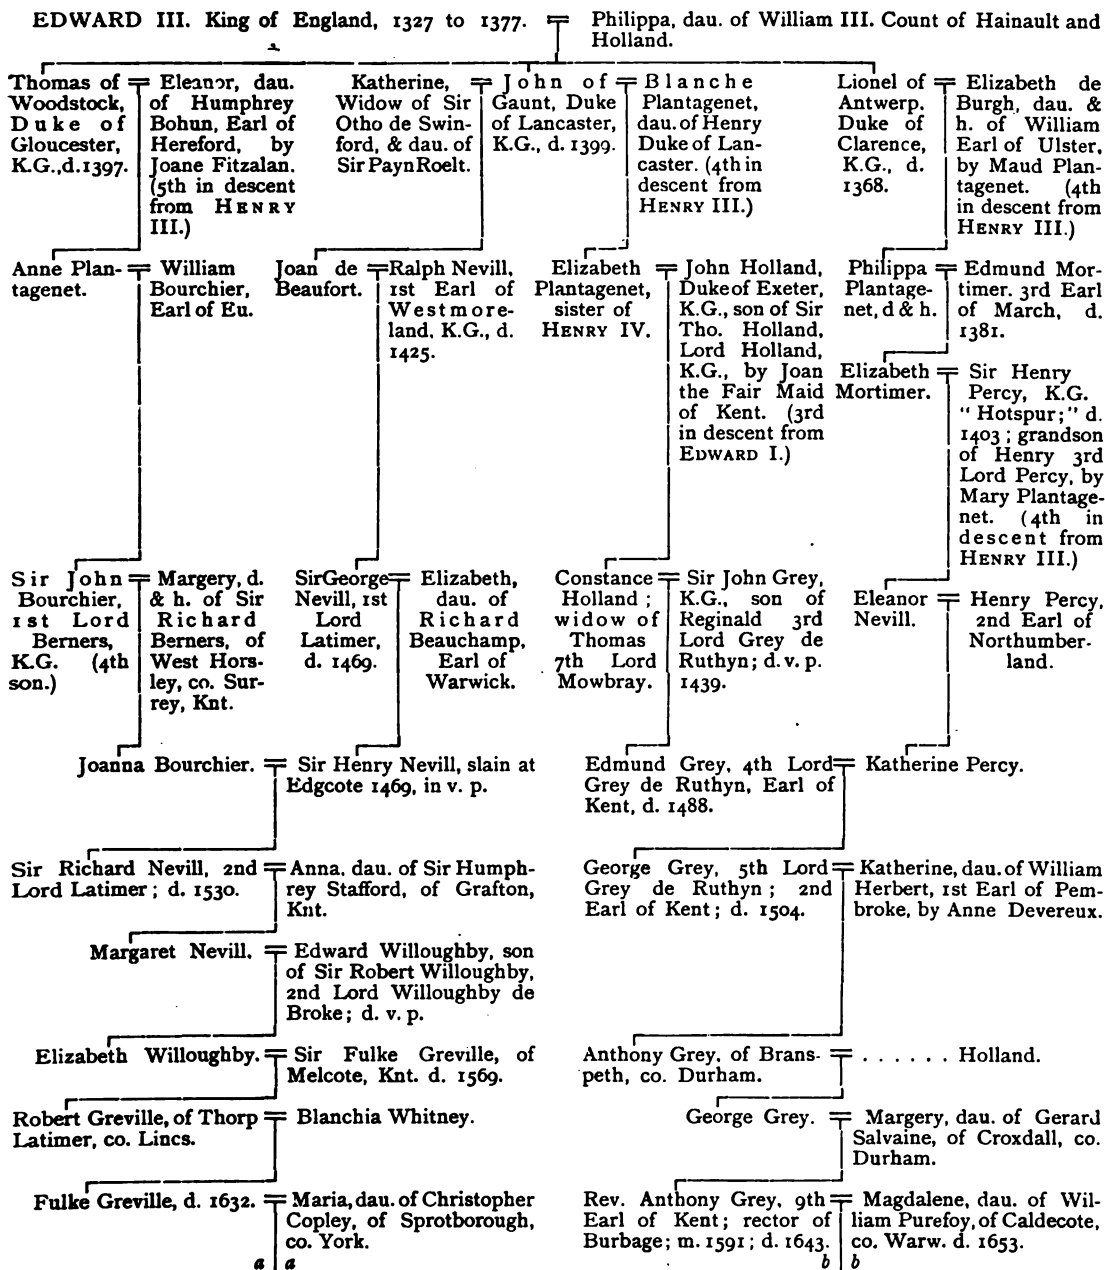 EDWARD III. King of England, 1327 to 1377. = Philippa, dau. of William III. Count of Hainault and
Holland.
Thomas of
Woodstock,
Duke of
Gloucester,
K.G., d. 1397.
= Eleanor, dau.
of Humphrey
Bohun, Earl of
Hereford, by
Joane Fitzalan.
(5th in descent
from HENRY
III.)
Katherine,
Widow of Sir
Otho de Swin-
ford, & dau. of
Sir Payn Roelt.
= John of
Gaunt, Duke
of Lancaster,
K.G., d. 1399.
= Blanche
Plantagenet,
dau. of Henry
Duke of Lan-
caster. (4th in
descent from
HENRY III.)
Lionel of
Antwerp.
Duke of
Clarence,
K.G., d.
1368.
= Elizabeth de
Burgh, dau. &
h. of William
Earl of Ulster,
by Maud Plan-
tagenet. (4th
in descent from
HENRY III.)
Anne Plan-
tagenet.
= William
Bourchier,
Earl of Eu.
Joan de
Beaufort.
= Ralph Nevill,
1st Earl of
Westmore-
land, K.G., d.
1425.
Elizabeth
Plantagenet,
sister of
HENRY IV.
= John Holland,
Duke of Exeter,
K.G., son of Sir
Tho. Holland,
Lord Holland,
K.G., by Joan
the Fair Maid
of Kent. (3rd
in descent from
EDWARD I.)
Philippa
Plantage-
net, d & h.
= Edmund Mor-
timer. 3rd Earl
of March, d.
1381.
Elizabeth
Mortimer.
= Sir Henry
Percy, K.G.
"Hotspur;" d.
1403; grandson
of Henry 3rd
Lord Percy, by
Mary Plantage-
net. (4th in
descent from
HENRY III.)
Sir John
Bourchier,
1st Lord
Berners,
K.G. (4th
son.)
= Margery, d.
& h. of Sir
Richard
Berners, of
West Hors-
ley, co. Sur-
rey, Knt.
Sir George
Nevill, 1st
Lord
Latimer,
d. 1469.
= Elizabeth,
dau. of
Richard
Beauchamp,
Earl of
Warwick.
Constance
Holland;
widow of
Thomas
7th Lord
Mowbray.
= Sir John Grey,
K.G., son of
Reginald 3rd
Lord Grey de
Ruthyn; d. v. p.
1439.
Eleanor
Nevill.
= Henry Percy,
2nd Earl of
Northumber-
land.
Joanna Bourchier. = Sir Henry Nevill, slain at
Edgcote 1469, in v. p.
Edmund Grey, 4th Lord
Grey de Ruthyn, Earl of
Kent, d. 1488.
= Katherine Percy.
Sir Richard Nevill, 2nd
Lord Latimer; d. 1530.
= Anna, dau. of Sir Humph-
rey Stafford, of Grafton,
Knt.
George Grey, 5th Lord
Grey de Ruthyn; 2nd
Earl of Kent; d. 1504.
= Katherine, dau. of William
Herbert, 1st Earl of Pem-
broke, by Anne Devereux.
Margaret Nevill. = Edward Willoughby, son
of Sir Robert Willoughby,
2nd Lord Willoughby de
Broke; d. v. p.
Elizabeth Willoughby. = Sir Fulke Greville, of
Melcote, Knt. d. 1569.
Anthony Grey, of Brans-
peth, co. Durham.
= . . . . . . Holland.
Robert Greville, of Thorp
Latimer, co. Lincs.
= Blanchia Whitney.
George Grey. = Margery, dau. of Gerard
Salvaine, of Croxdall, co.
Durham.
Fulke Greville, d. 1632. = Maria, dau. of Christopher
Copley, of Sprotborough,
co. York.
a a
Rev. Anthony Grey, 9th
Earl of Kent; rector of
Burbage; m. 1591; d. 1643.
= Magdalene, dau. of Wil-
liam Purefoy, of Caldecote,
co. Warw. d. 1653.
b b